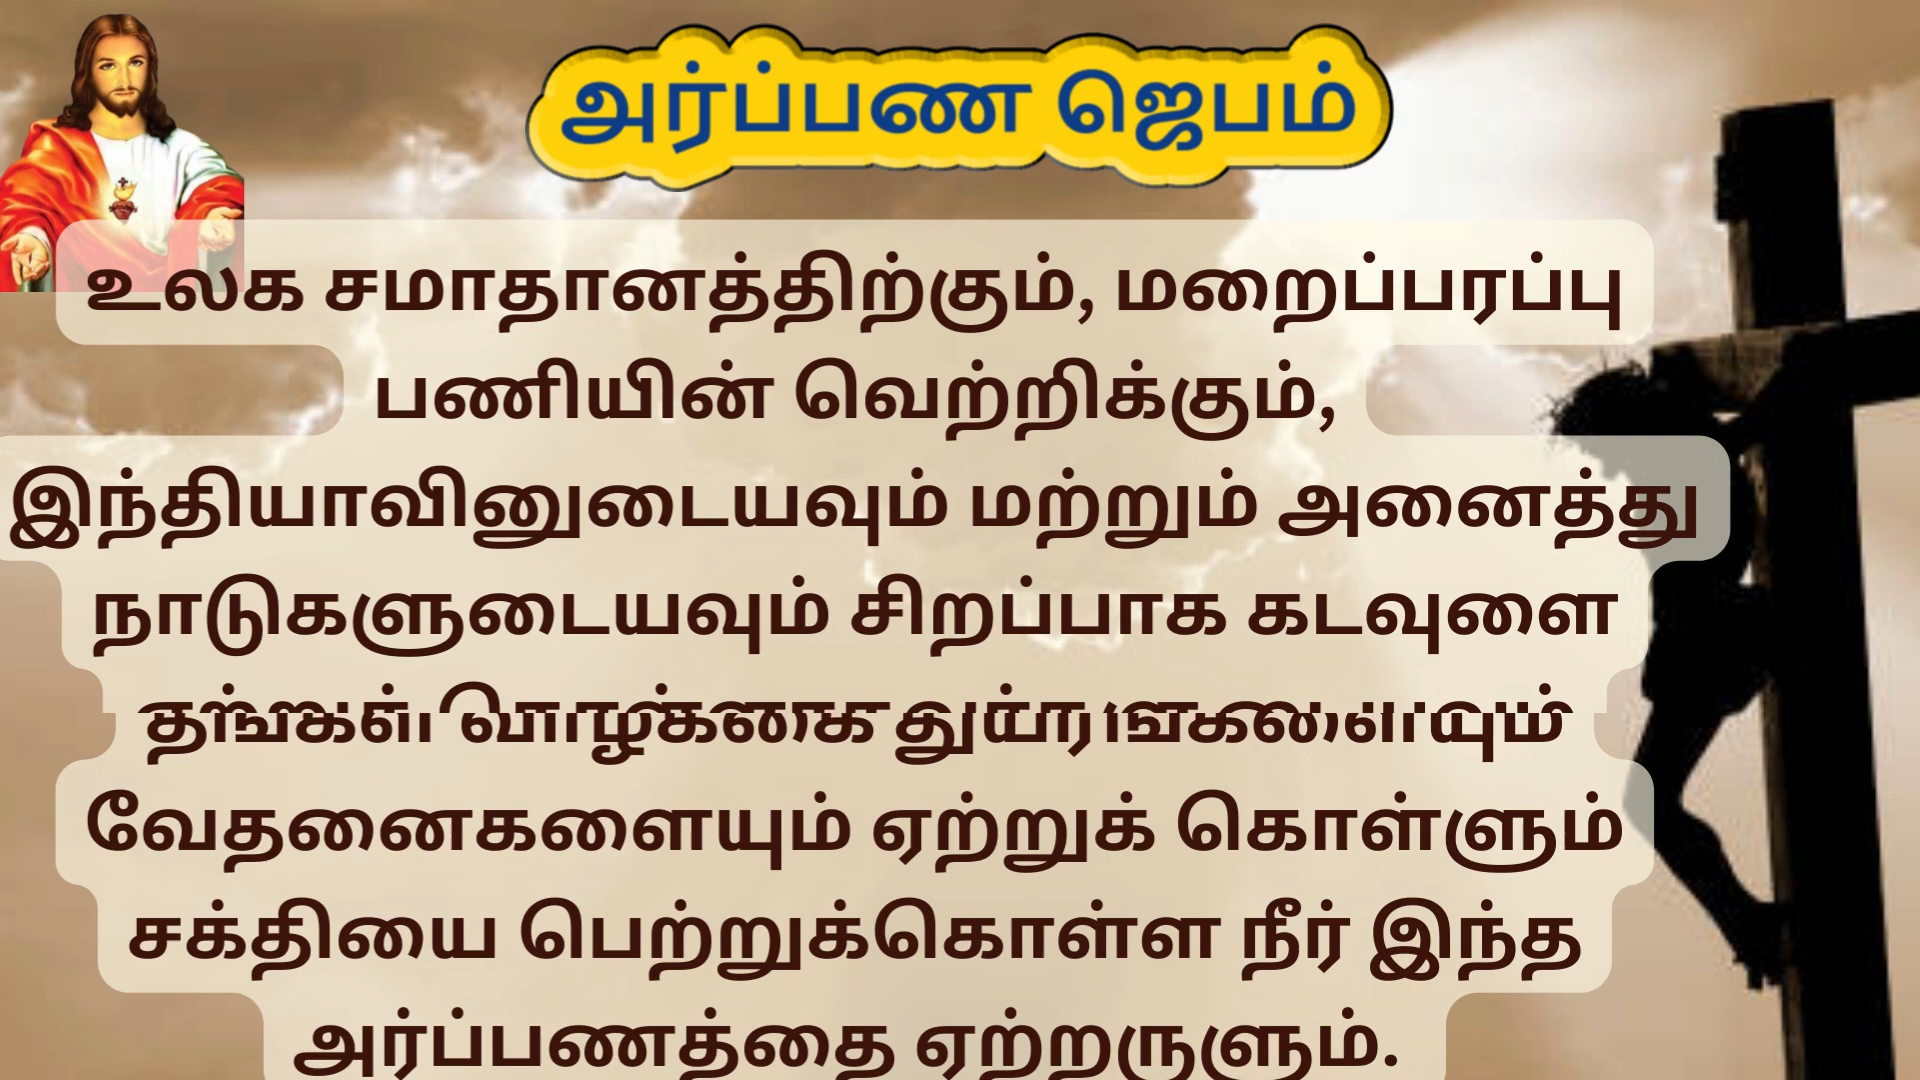 அர்ப்பண ஜெபம்
உலக சமாதானத்திற்கும், மறைப்பரப்பு
பணியின் வெற்றிக்கும்,
இந்தியாவினுடையவும் மற்றும் அனைத்து
நாடுகளுடையவும் சிறப்பாக கடவுளை
வேதனைகளையும் ஏற்றுக் கொள்ளும்
சக்தியை பெற்றுக்கொள்ள நீர் இந்த
அர்ப்பணத்தை ஏற்றருளும்.